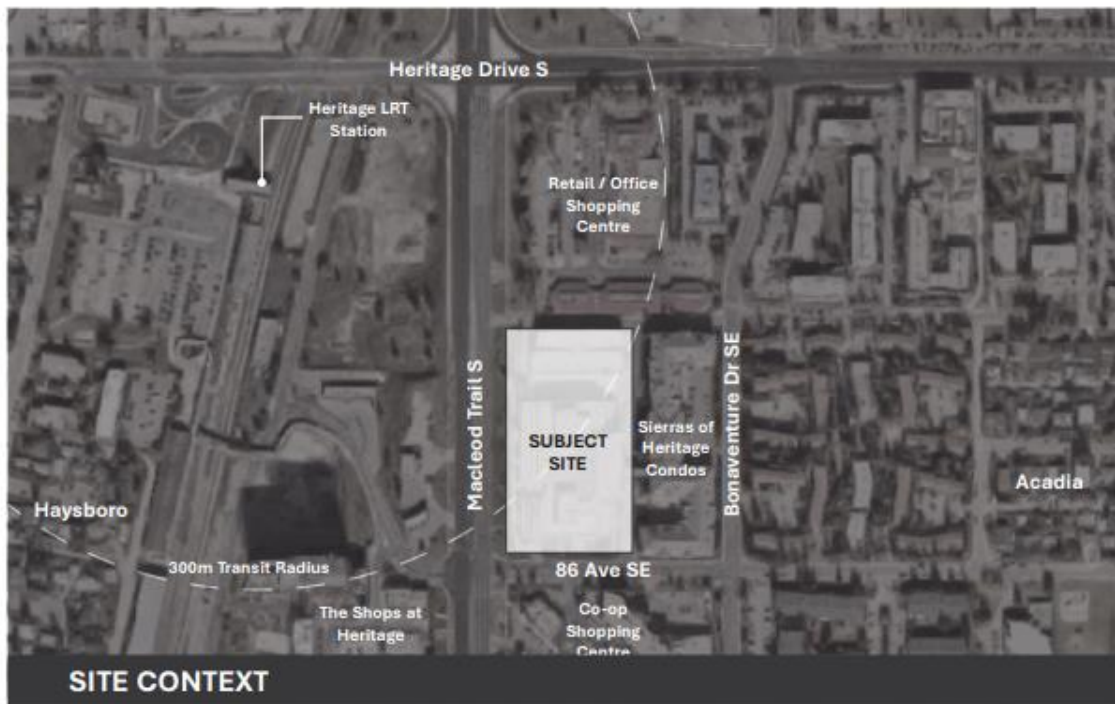 Heritage Drive S
Heritage LRT
Station
Retail / Office
Shopping
Centre
Macleod Trail S
SUBJECT
SITE
Sierras of
Heritage
Condos
Bonaventure Dr SE
Acadia
Haysboro
300m Transit Radius
86 Ave SE
The Shops at
Heritage
Co-op
Shopping
Centre
SITE CONTEXT